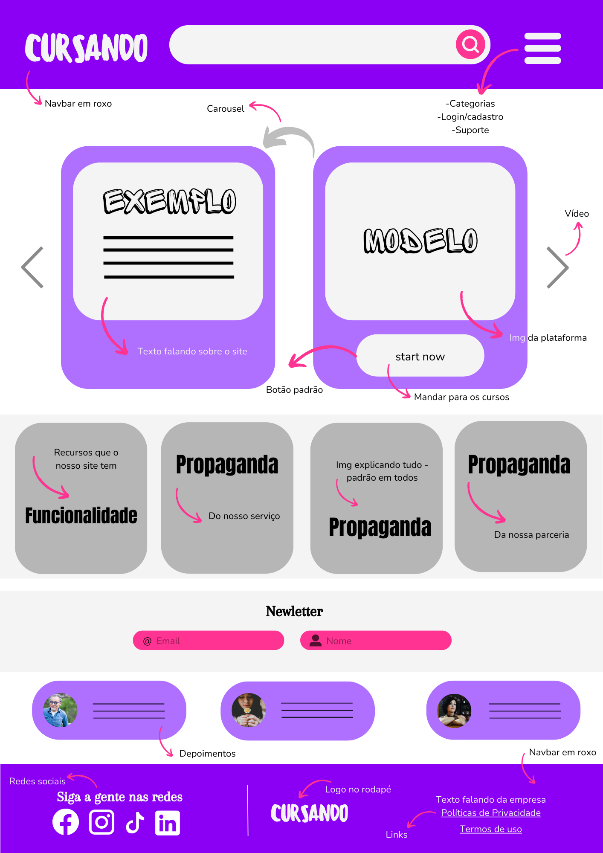 CURSANDO
Navbar em roxo
Carousel
-Categorias
-Login/cadastro
-Suporte
Vídeo
EXEMPLO
MODELO
Texto falando sobre o site
Img da plataforma
start now
Botão padrão
Mandar para os cursos
Recursos que o
nosso site tem
Funcionalidade
Propaganda
Do nosso serviço
Img explicando tudo -
padrão em todos
Propaganda
Propaganda
Da nossa parceria
Newletter
@ Email
Nome
Depoimentos
Navbar em roxo
Redes sociais
Siga a gente nas redes
Logo no rodapé
CURSANDO
Links
Texto falando da empresa
Políticas de Privacidade
Termos de uso